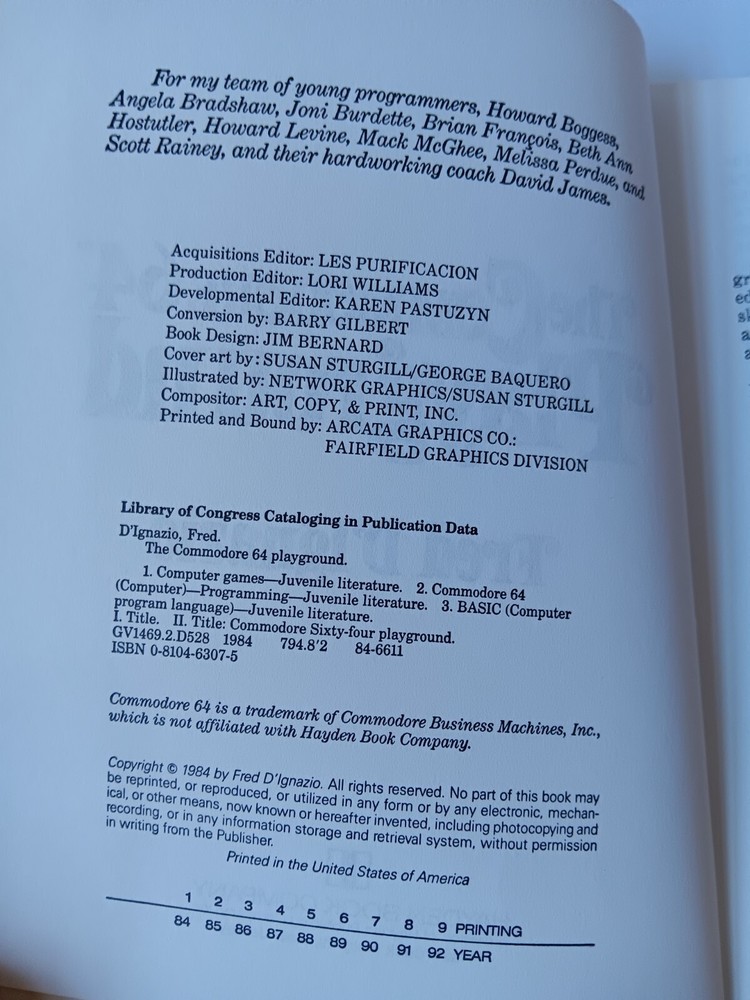 For my team of young programmers, Howard Boggess,
Angela Bradshaw, Joni Burdette, Brian François, Beth Ann
Hostutler, Howard Levine, Mack McGhee, Melissa Perdue, and
Scott Rainey, and their hardworking coach David James.
Acquisitions Editor: LES PURIFICACION
Production Editor: LORI WILLIAMS
Developmental Editor: KAREN PASTUZYN
Conversion by: BARRY GILBERT
Book Design: JIM BERNARD
Cover art by: SUSAN STURGILL/GEORGE BAQUERO
Illustrated by: NETWORK GRAPHICS/SUSAN STURGILL
Compositor: ART, COPY, & PRINT, INC.
Printed and Bound by: ARCATA GRAPHICS CO.:
FAIRFIELD GRAPHICS DIVISION
Library of Congress Cataloging in Publication Data
D'Ignazio, Fred.
The Commodore 64 playground.
1. Computer games—Juvenile literature. 2. Commodore 64
(Computer)—Programming—Juvenile literature. 3. BASIC (Computer
program language)—Juvenile literature.
I. Title. II. Title: Commodore Sixty-four playground.
GV1469.2.D528 1984 794.8'2 84-6611
ISBN 0-8104-6307-5
Commodore 64 is a trademark of Commodore Business Machines, Inc.,
which is not affiliated with Hayden Book Company.
Copyright © 1984 by Fred D'Ignazio. All rights reserved. No part of this book may
be reprinted, or reproduced, or utilized in any form or by any electronic, mechan-
ical, or other means, now known or hereafter invented, including photocopying and
recording, or in any information storage and retrieval system, without permission
in writing from the Publisher.
Printed in the United States of America
1 2 3 4 5 6 7 8 9 PRINTING
84 85 86 87 88 89 90 91 92 YEAR